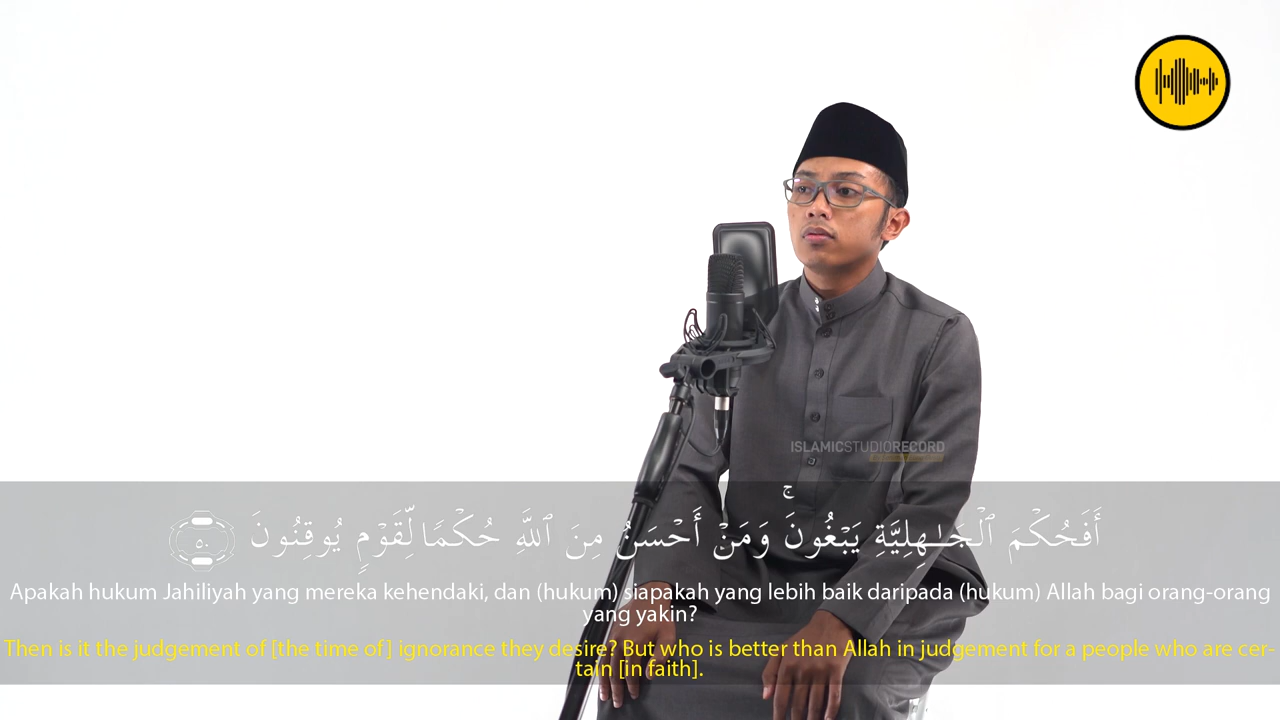 ISLAMICSTUDIORECORD
أَفَحُكْمَ ٱلْجَـٰهِلِيَّةِ يَبْغُونَ ۚ وَمَنْ أَحْسَنُ مِنَ ٱللَّهِ حُكْمًا لِّقَوْمٍ يُوقِنُونَ ٥٠
Apakah hukum Jahiliyah yang mereka kehendaki, dan (hukum) siapakah yang lebih baik daripada (hukum) Allah bagi orang-orang
yang yakin?
Then is it the judgement of [the time of] ignorance they desire? But who is better than Allah in judgement for a people who are cer-
tain [in faith].